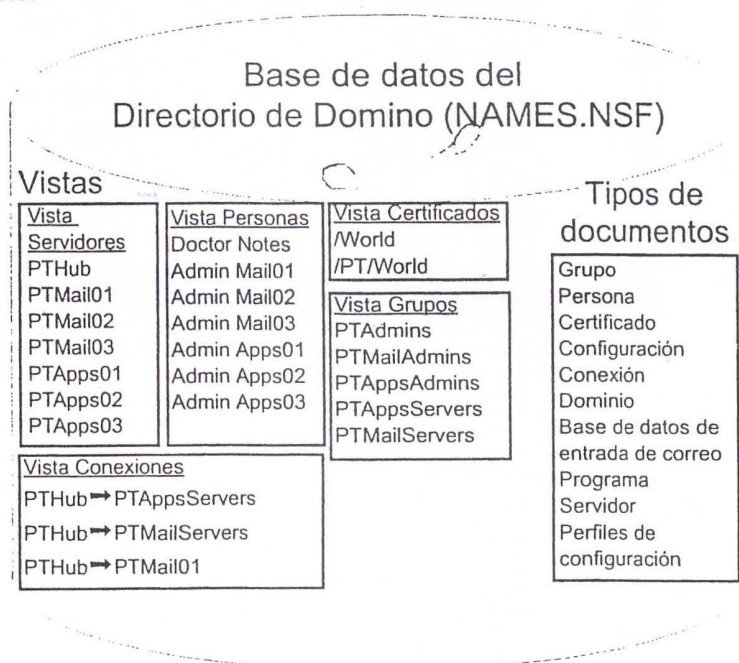 Base de datos del
Directorio de Domino (NAMES.NSF)
Vistas
Vista
Servidores
PTHub
PTMail01
PTMail02
PTMail03
PTApps01
PTApps02
PTApps03
Vista Personas
Doctor Notes
Admin Mail01
Admin Mail02
Admin Mail03
Admin Apps01
Admin Apps02
Admin Apps03
Vista Certificados
/World
/PT/World
Vista Grupos
PTAdmins
PTMailAdmins
PTAppsAdmins
PTAppsServers
PTMailServers
Vista Conexiones
PTHub➞PTAppsServers
PTHub➞PTMailServers
PTHub➞PTMail01
Tipos de
documentos
Grupo
Persona
Certificado
Configuración
Conexión
Dominio
Base de datos de
entrada de correo
Programa
Servidor
Perfiles de
configuración